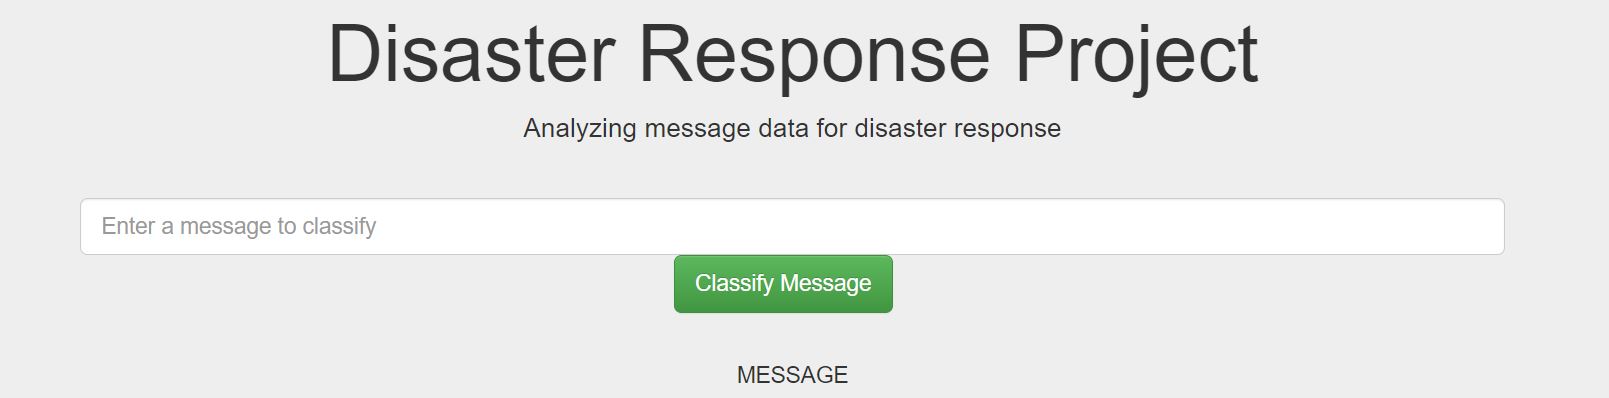 Disaster Response Project
Analyzing message data for disaster response
Enter a message to classify
Classify Message
MESSAGE